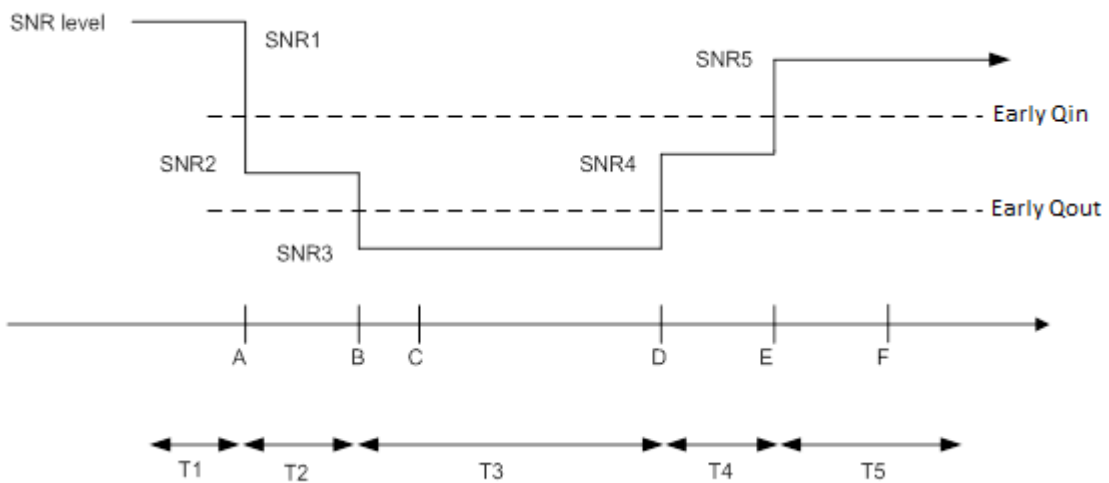 SNR level
SNR1
SNR5
Early Qin
SNR2
SNR4
Early Qout
SNR3
A B C D E F
T1 T2 T3 T4 T5